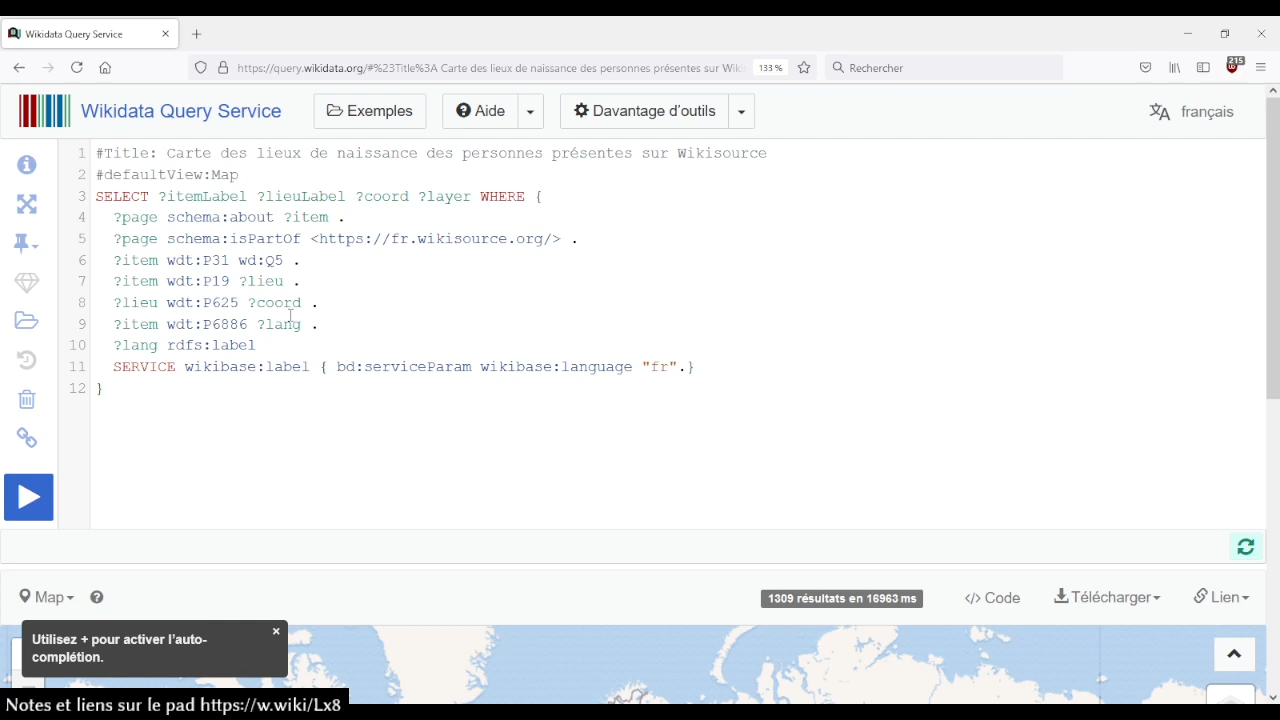 Wikidata Query Service
https://query.wikidata.org/#%23Title%3A Carte des lieux de naissance des personnes présentes sur Wik
133 %
Rechercher
215
Wikidata Query Service
Exemples
Aide
Davantage d'outils
français
1 #Title: Carte des lieux de naissance des personnes présentes sur Wikisource
2 #defaultView:Map
3 SELECT ?itemLabel ?lieuLabel ?coord ?layer WHERE {
4 ?page schema:about ?item .
5 ?page schema:isPartOf <https://fr.wikisource.org/> .
6 ?item wdt:P31 wd:Q5 .
7 ?item wdt:P19 ?lieu .
8 ?lieu wdt:P625 ?coord .
9 ?item wdt:P6886 ?lang .
10 ?lang rdfs:label
11 SERVICE wikibase:label { bd:serviceParam wikibase:language "fr".}
12 }
Map
1309 résultats en 16963 ms
</> Code
Télécharger
Lien
Utilisez + pour activer l'auto-
complétion.
Notes et liens sur le pad https://w.wiki/Lx8